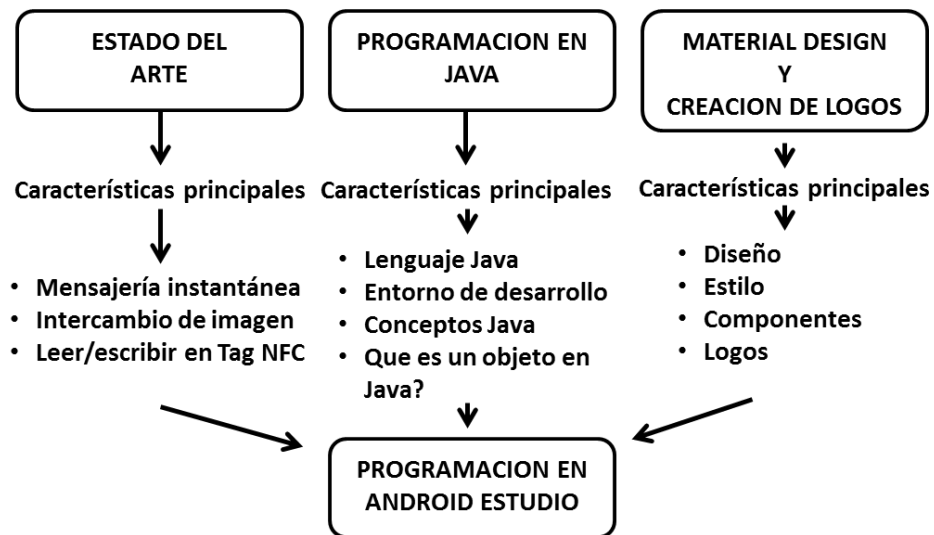 ESTADO DEL
ARTE
PROGRAMACION EN
JAVA
MATERIAL DESIGN
Y
CREACION DE LOGOS
Características principales
Características principales
Características principales
• Mensajería instantánea
• Intercambio de imagen
• Leer/escribir en Tag NFC
• Lenguaje Java
• Entorno de desarrollo
• Conceptos Java
• Que es un objeto en
Java?
• Diseño
• Estilo
• Componentes
• Logos
PROGRAMACION EN
ANDROID ESTUDIO